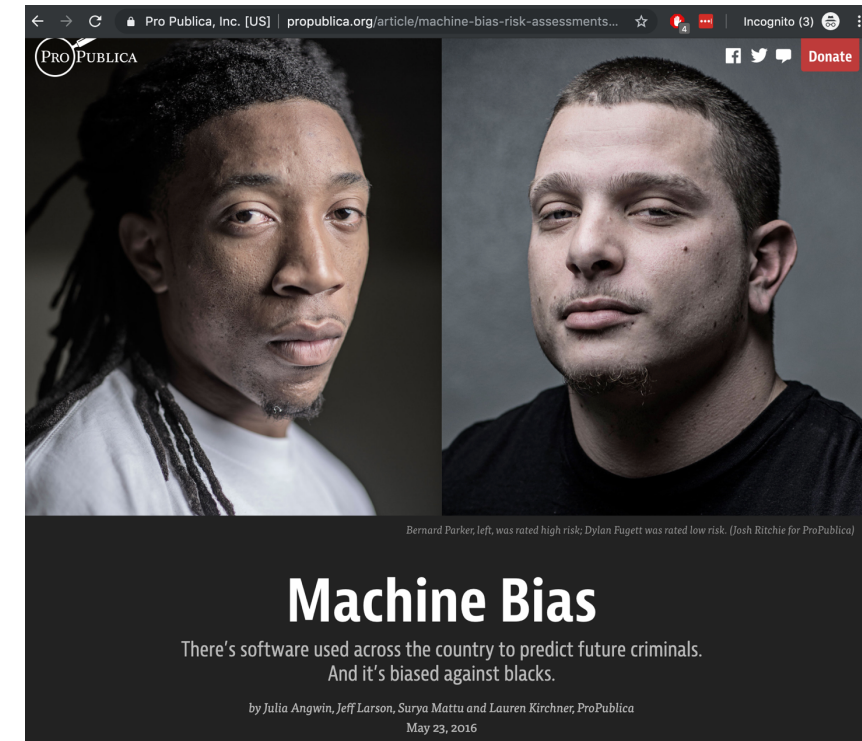 Pro Publica, Inc. [US] | propublica.org/article/machine-bias-risk-assessments... Incognito (3)
4
PRO PUBLICA
Donate
Bernard Parker, left, was rated high risk; Dylan Fugett was rated low risk. (Josh Ritchie for ProPublica)
Machine Bias
There's software used across the country to predict future criminals.
And it's biased against blacks.
by Julia Angwin, Jeff Larson, Surya Mattu and Lauren Kirchner, ProPublica
May 23, 2016